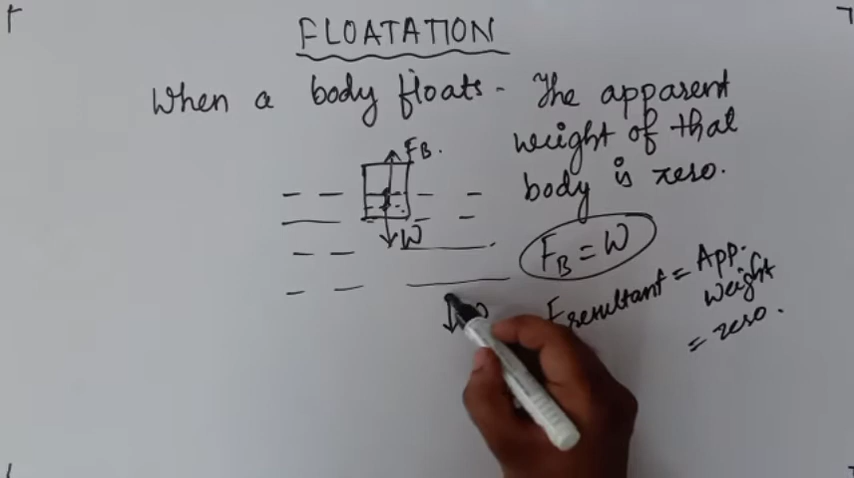 FLOATATION
When a body floats - The apparent
weight of that
body is zero.
FB.
W
FB = W
Fresultant = App.
weight
= zero.